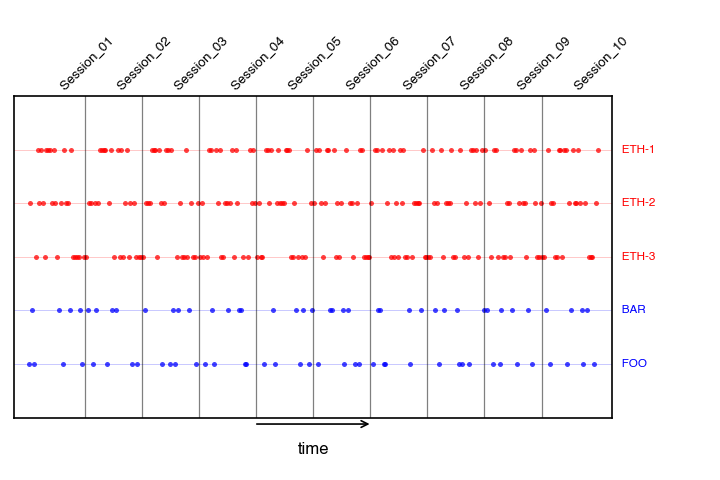 Session_01
Session_02
Session_03
Session_04
Session_05
Session_06
Session_07
Session_08
Session_09
Session_10
ETH-1
ETH-2
ETH-3
BAR
FOO
time